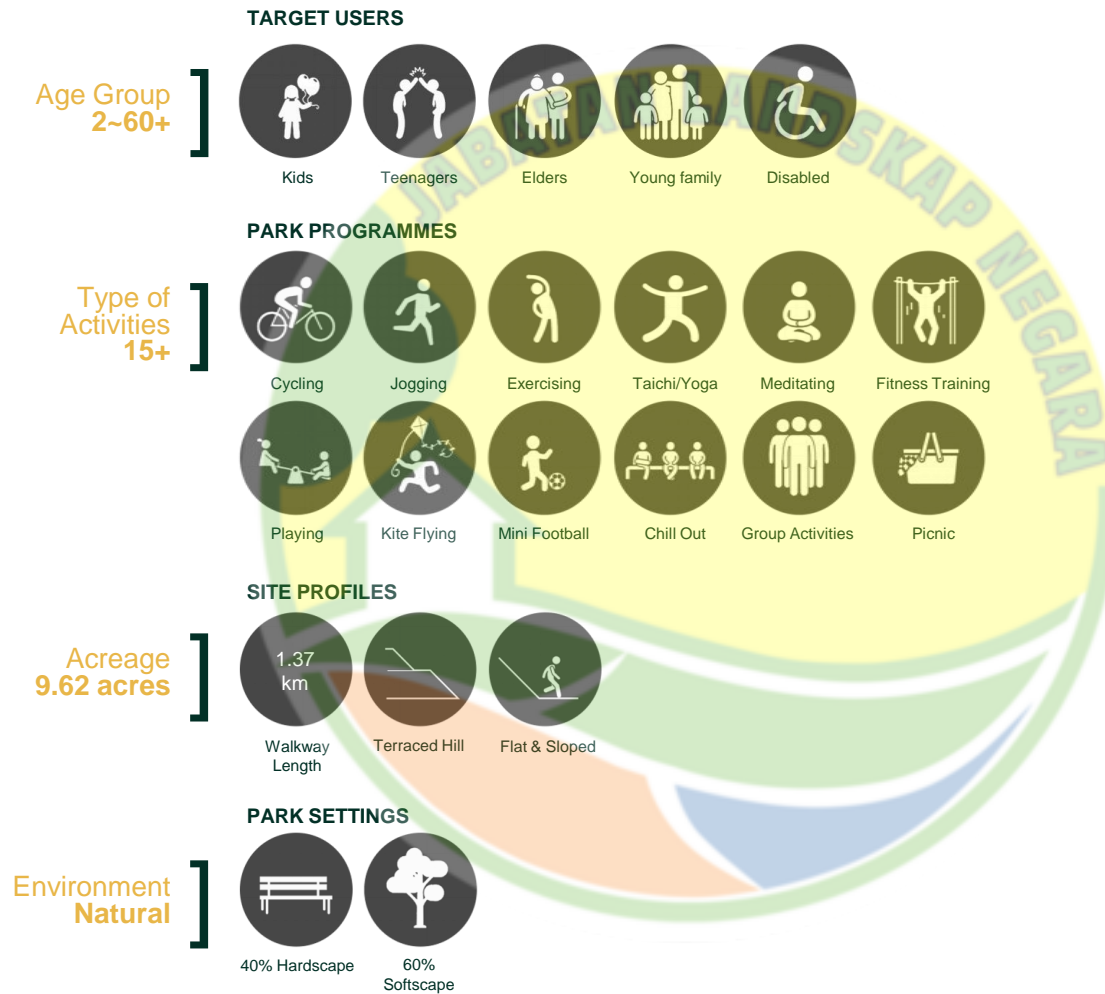 TARGET USERS
Age Group
2~60+
Kids
Teenagers
Elders
Young family
Disabled
PARK PROGRAMMES
Type of
Activities
15+
Cycling
Jogging
Exercising
Taichi/Yoga
Meditating
Fitness Training
Playing
Kite Flying
Mini Football
Chill Out
Group Activities
Picnic
SITE PROFILES
Acreage
9.62 acres
1.37
km
Walkway
Length
Terraced Hill
Flat & Sloped
PARK SETTINGS
Environment
Natural
40% Hardscape
60%
Softscape
JABATAN LANDSKAP NEGARA